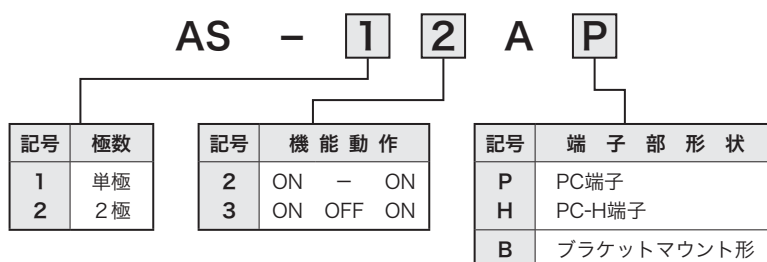 AS － 1 2 A P
記号 極数
1 単極
2 2極
記号 機能動作
2 ON － ON
3 ON OFF ON
記号 端子部形状
P PC端子
H PC-H端子
B ブラケットマウント形